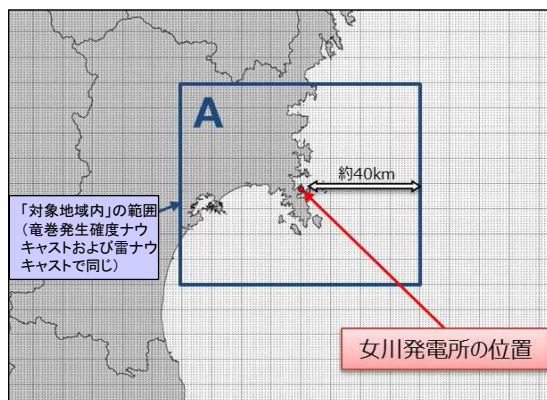 A
約40km
「対象地域内」の範囲
（竜巻発生確度ナウ
キャストおよび雷ナウ
キャストで同じ）
女川発電所の位置